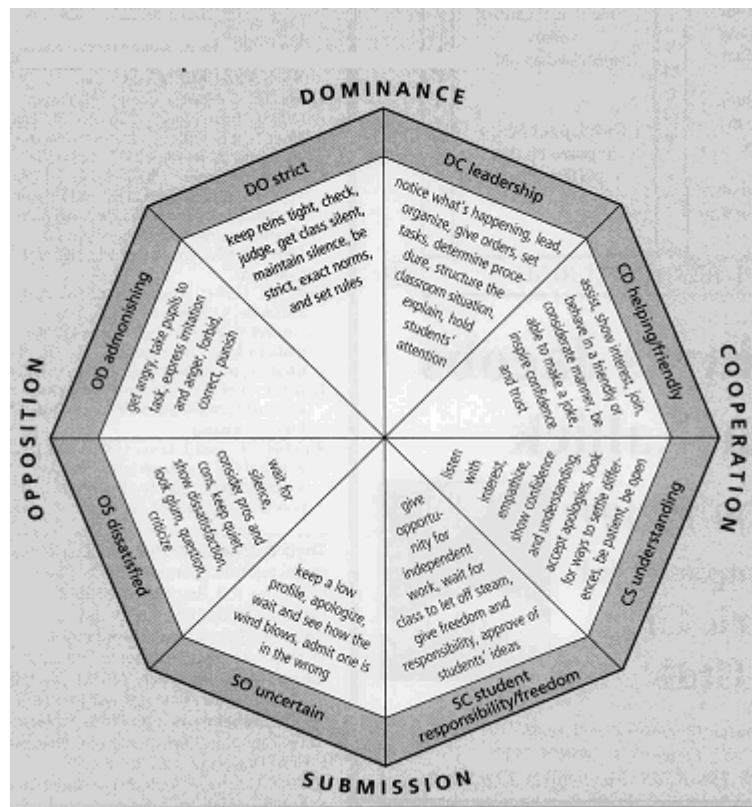 DOMINANCE
DO strict
keep reins tight, check,
judge, get class silent,
maintain silence, be
strict, exact norms,
and set rules
DC leadership
notice what's happening, lead,
organize, give orders, set
tasks, determine proce-
dure, structure the
classroom situation,
explain, hold
students'
attention
CD helping/friendly
assist, show interest, join,
behave in a friendly or
considerate manner, be
able to make a joke,
inspire confidence
and trust
COOPERATION
CS understanding
listen
with
interest,
empathize,
show confidence
and understanding,
accept apologies, look
for ways to settle differ-
ences, be patient, be open
SC student
responsibility/freedom
give
opportu-
nity for
independent
work, wait for
class to let off steam,
give freedom and
responsibility, approve of
students' ideas
SUBMISSION
SO uncertain
keep a low
profile, apologize,
wait and see how the
wind blows, admit one is
in the wrong
OS dissatisfied
wait for
silence,
consider pros and
cons, keep quiet,
show dissatisfaction,
look glum, question,
criticize
OPPOSITION
OD admonishing
get angry, take pupils to
task, express irritation
and anger, forbid,
correct, punish